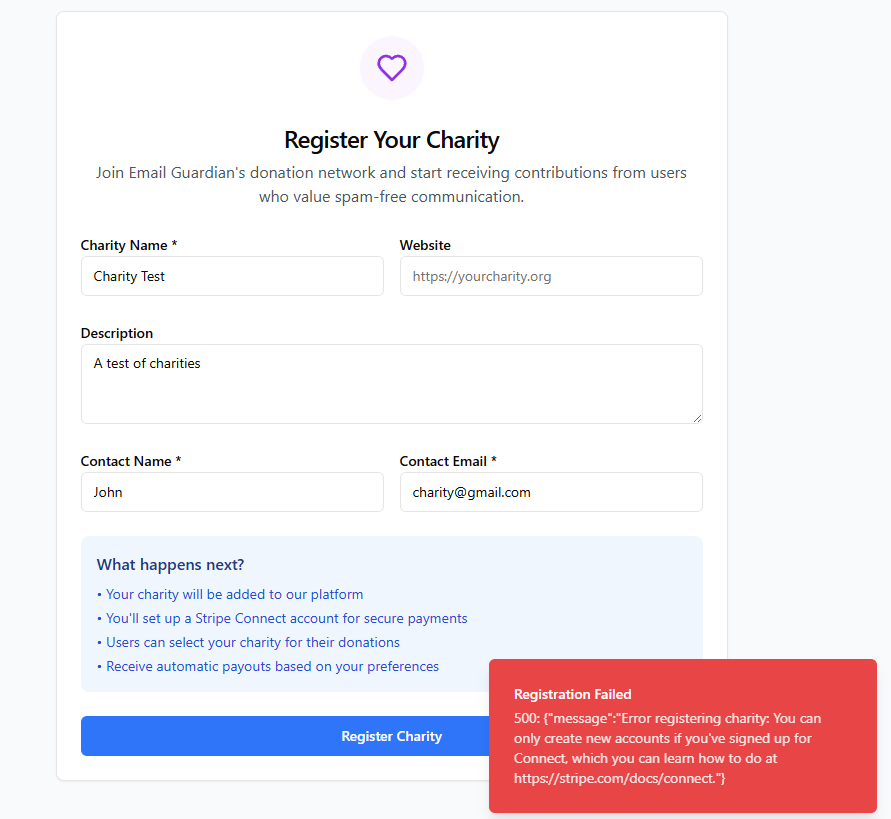 Register Your Charity
Join Email Guardian's donation network and start receiving contributions from users
who value spam-free communication.
Charity Name *
Website
Charity Test
https://yourcharity.org
Description
A test of charities
Contact Name *
Contact Email *
John
charity@gmail.com
What happens next?
• Your charity will be added to our platform
• You'll set up a Stripe Connect account for secure payments
• Users can select your charity for their donations
• Receive automatic payouts based on your preferences
Register Charity
Registration Failed
500: {"message":"Error registering charity: You can
only create new accounts if you've signed up for
Connect, which you can learn how to do at
https://stripe.com/docs/connect."}